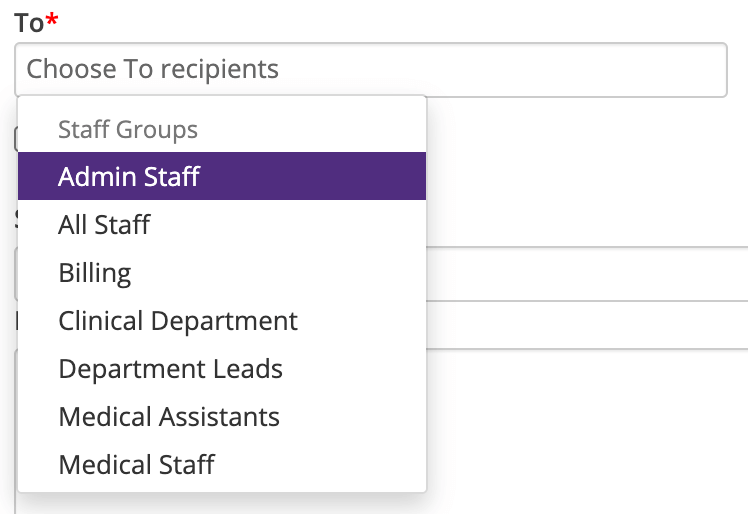 To*
Choose To recipients
Staff Groups
Admin Staff
All Staff
Billing
Clinical Department
Department Leads
Medical Assistants
Medical Staff